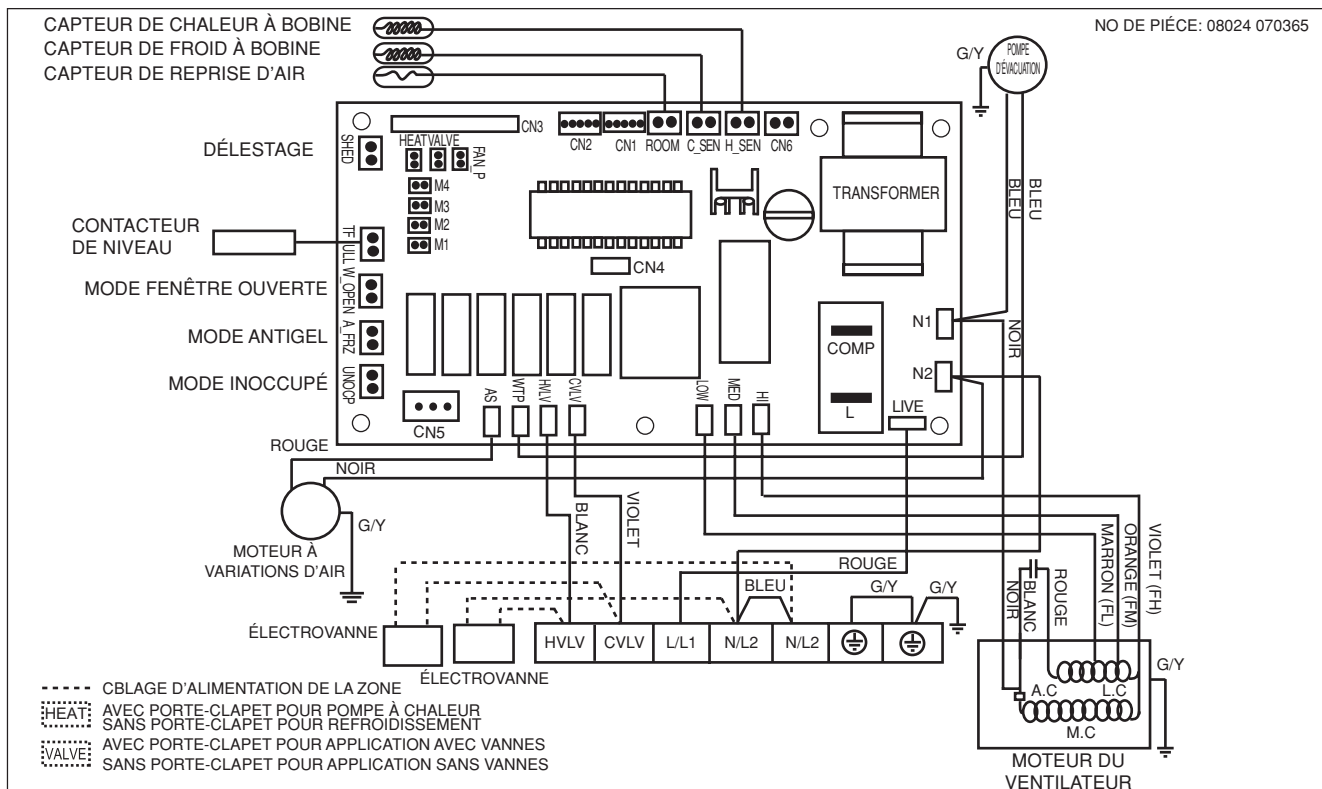 CAPTEUR DE CHALEUR À BOBINE
CAPTEUR DE FROID À BOBINE
CAPTEUR DE REPRISE D'AIR
NO DE PIÉCE: 08024 070365
G/Y
POMPE
D'ÉVACUATION
BLEU
BLEU
DÉLESTAGE
SHED
CN3
HEAT
VALVE
FAN_P
M4
M3
M2
M1
CN2
CN1
ROOM
C_SEN
H_SEN
CN6
TRANSFORMER
CONTACTEUR
DE NIVEAU
TFULL
MODE FENÊTRE OUVERTE
W_OPEN
MODE ANTIGEL
A_FRZ
MODE INOCCUPÉ
UNOCP
CN4
CN5
AS
WTP
HVLV
CVLV
LOW
MED
HI
COMP
L
LIVE
N1
N2
NOIR
ROUGE
NOIR
G/Y
MOTEUR À
VARIATIONS D'AIR
BLANC
VIOLET
ROUGE
BLEU
G/Y
G/Y
ÉLECTROVANNE
ÉLECTROVANNE
HVLV
CVLV
L/L1
N/L2
N/L2
VIOLET (FH)
ORANGE (FM)
MARRON (FL)
ROUGE
BLANC
NOIR
G/Y
A.C
L.C
M.C
MOTEUR DU
VENTILATEUR
CBLAGE D'ALIMENTATION DE LA ZONE
HEAT
AVEC PORTE-CLAPET POUR POMPE À CHALEUR
SANS PORTE-CLAPET POUR REFROIDISSEMENT
VALVE
AVEC PORTE-CLAPET POUR APPLICATION AVEC VANNES
SANS PORTE-CLAPET POUR APPLICATION SANS VANNES